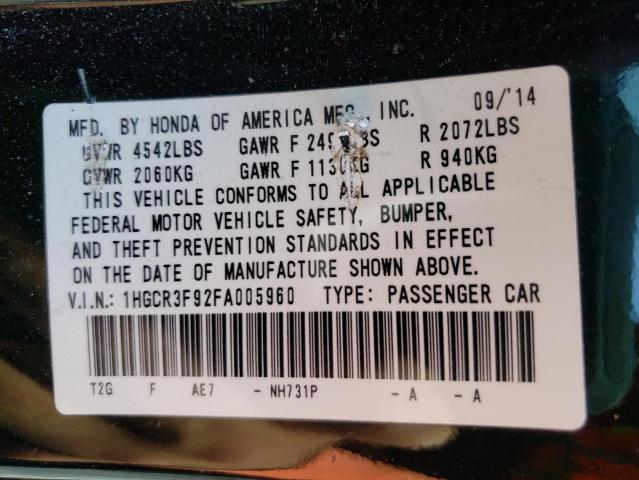 MFD. BY HONDA OF AMERICA MFG., INC. 09/'14
GVWR 4542LBS GAWR F R 2072LBS
GVWR 2060KG GAWR F 1130KG R 940KG
THIS VEHICLE CONFORMS TO ALL APPLICABLE
FEDERAL MOTOR VEHICLE SAFETY, BUMPER,
AND THEFT PREVENTION STANDARDS IN EFFECT
ON THE DATE OF MANUFACTURE SHOWN ABOVE.
V.I.N.: 1HGCR3F92FA005960 TYPE: PASSENGER CAR
T2G F AE7 - NH731P - A - A